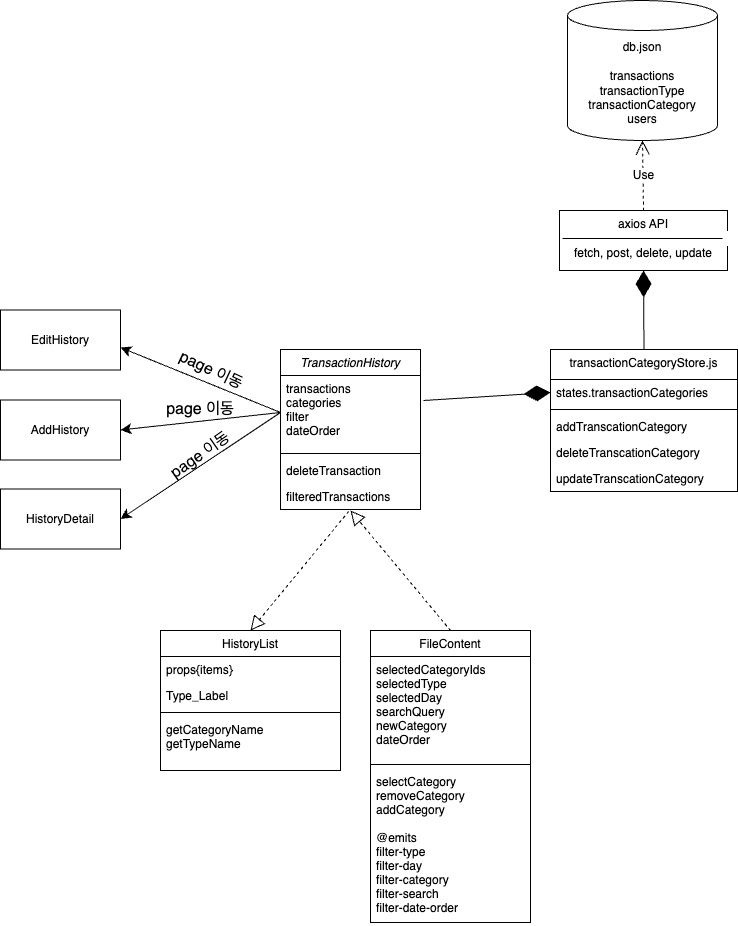 db.json
transactions
transactionType
transactionCategory
users
Use
axios API
fetch, post, delete, update
EditHistory
AddHistory
HistoryDetail
page 이동
page 이동
page 이동
TransactionHistory
transactions
categories
filter
dateOrder
deleteTransaction
filteredTransactions
transactionCategoryStore.js
states.transactionCategories
addTranscationCategory
deleteTranscationCategory
updateTranscationCategory
HistoryList
props{items}
Type_Label
getCategoryName
getTypeName
FileContent
selectedCategoryIds
selectedType
selectedDay
searchQuery
newCategory
dateOrder
selectCategory
removeCategory
addCategory
@emits
filter-type
filter-day
filter-category
filter-search
filter-date-order